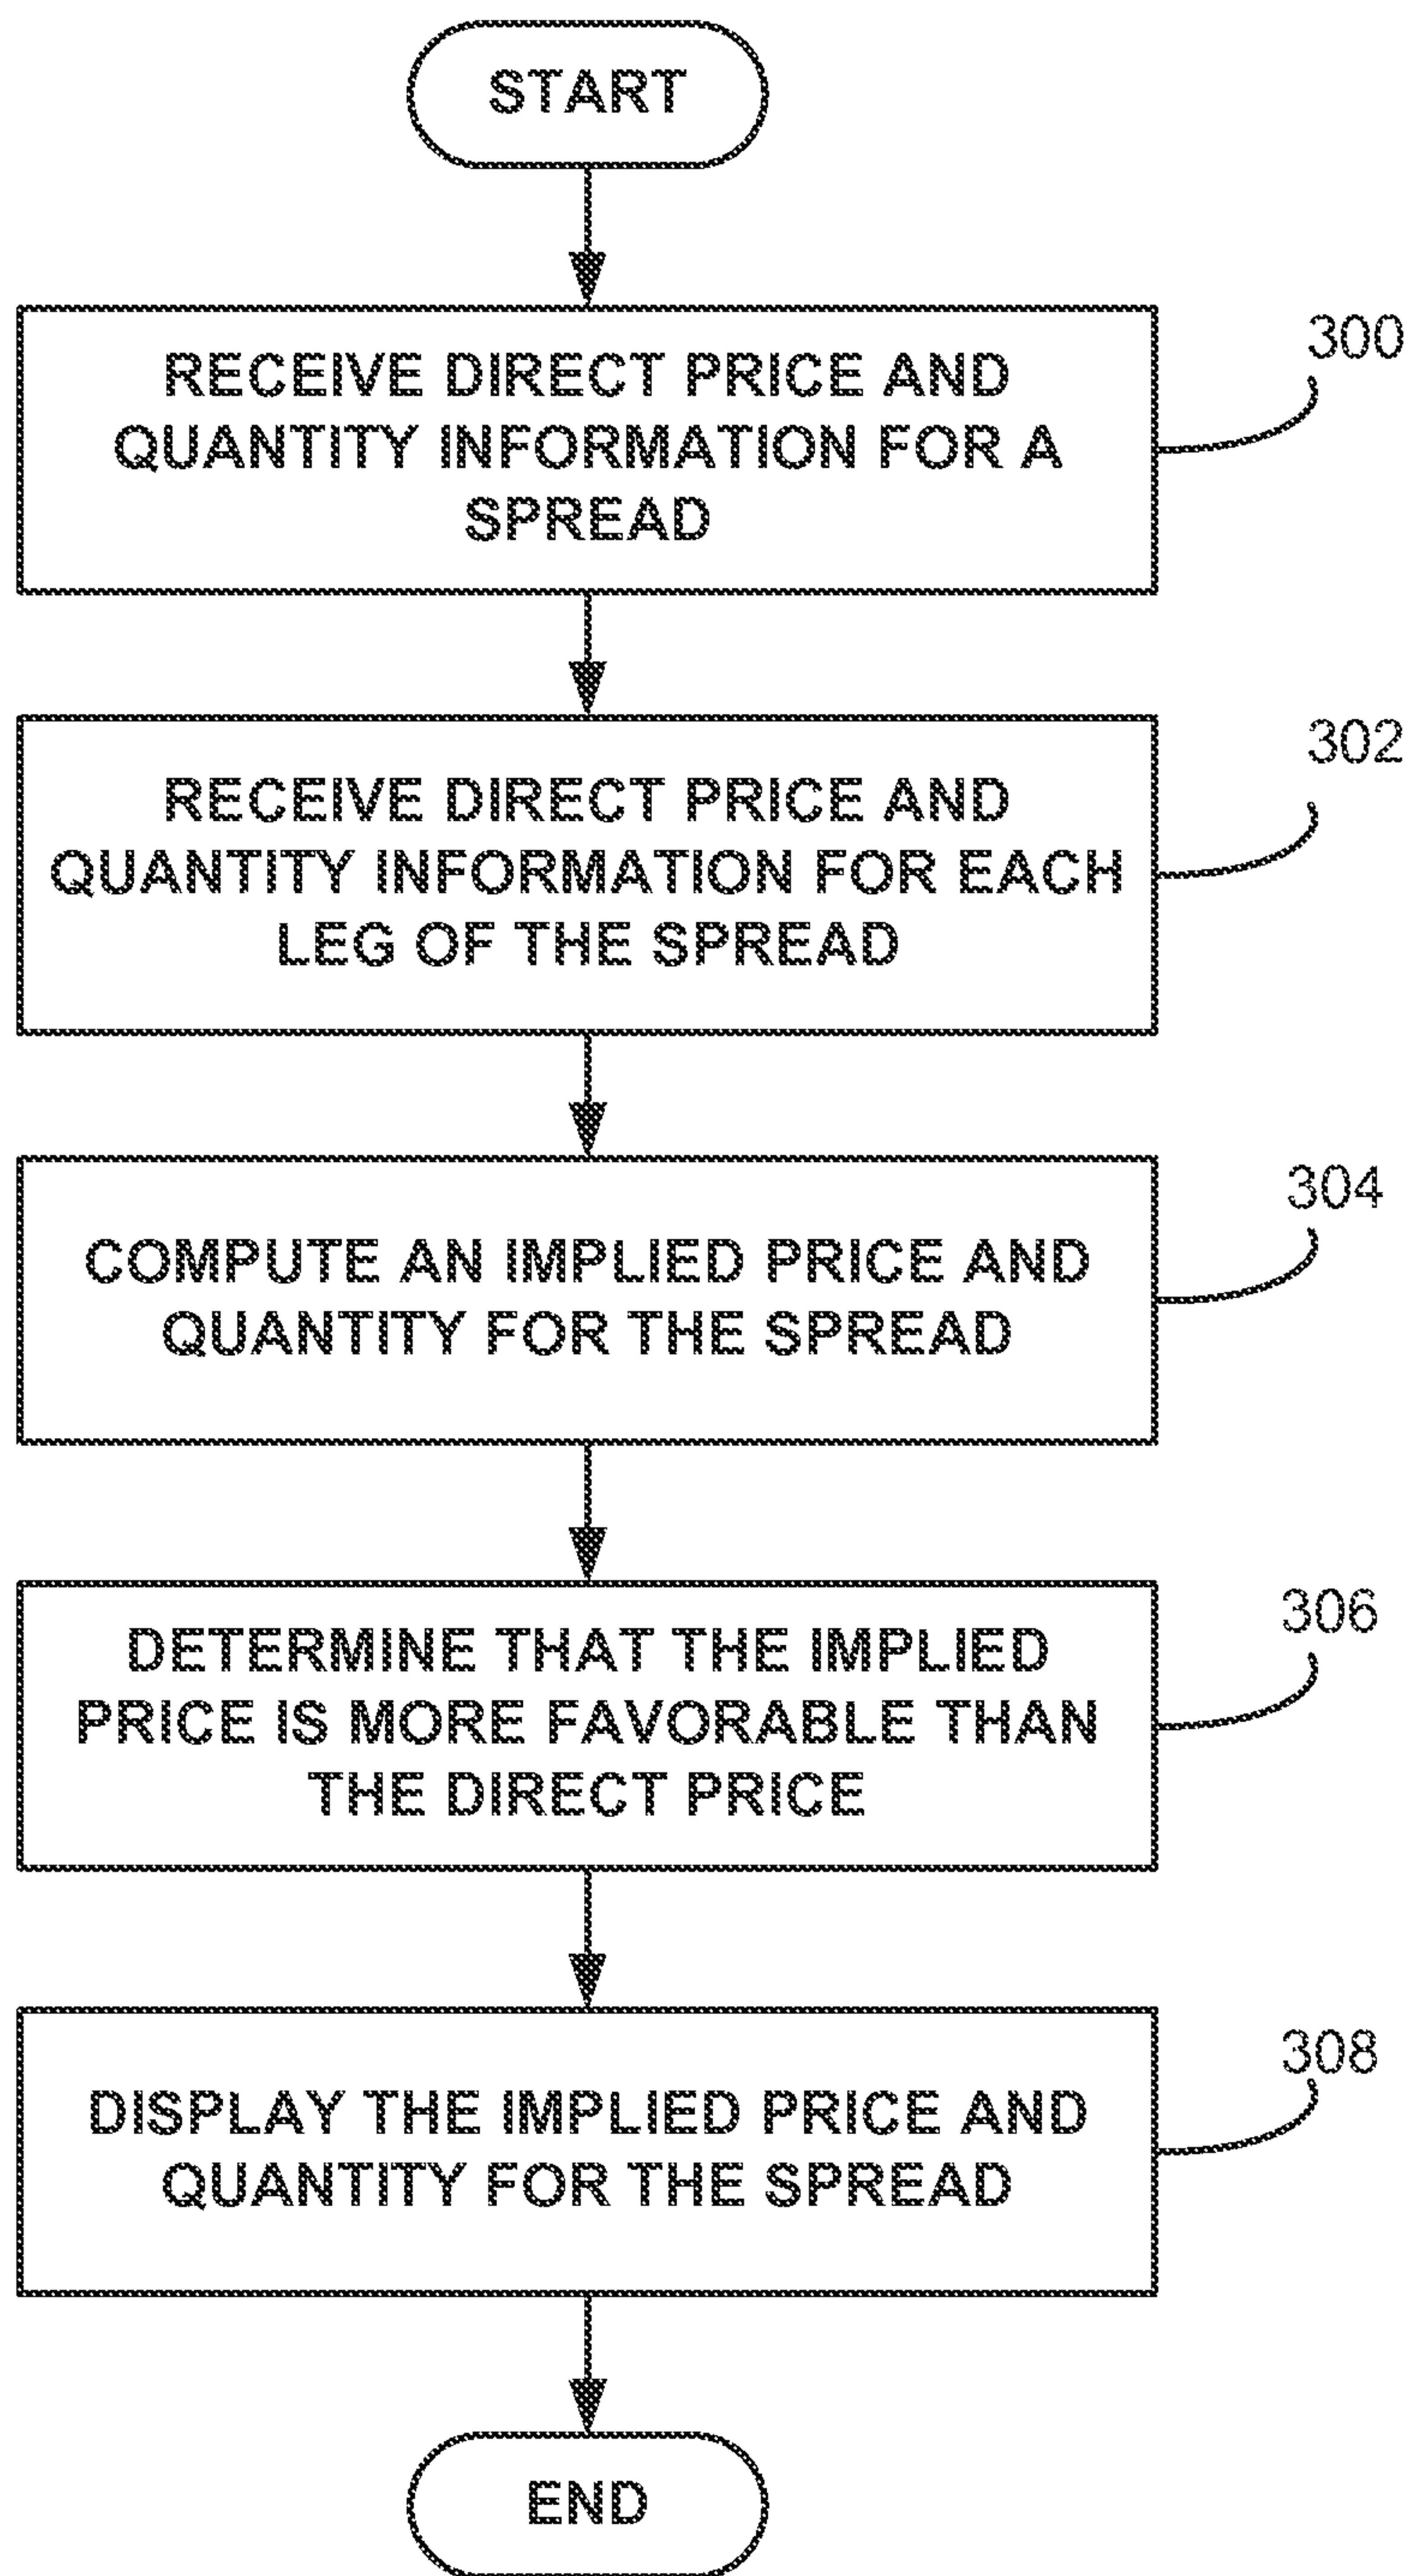 START
RECEIVE DIRECT PRICE AND
QUANTITY INFORMATION FOR A
SPREAD
300
RECEIVE DIRECT PRICE AND
QUANTITY INFORMATION FOR EACH
LEG OF THE SPREAD
302
COMPUTE AN IMPLIED PRICE AND
QUANTITY FOR THE SPREAD
304
DETERMINE THAT THE IMPLIED
PRICE IS MORE FAVORABLE THAN
THE DIRECT PRICE
306
DISPLAY THE IMPLIED PRICE AND
QUANTITY FOR THE SPREAD
308
END